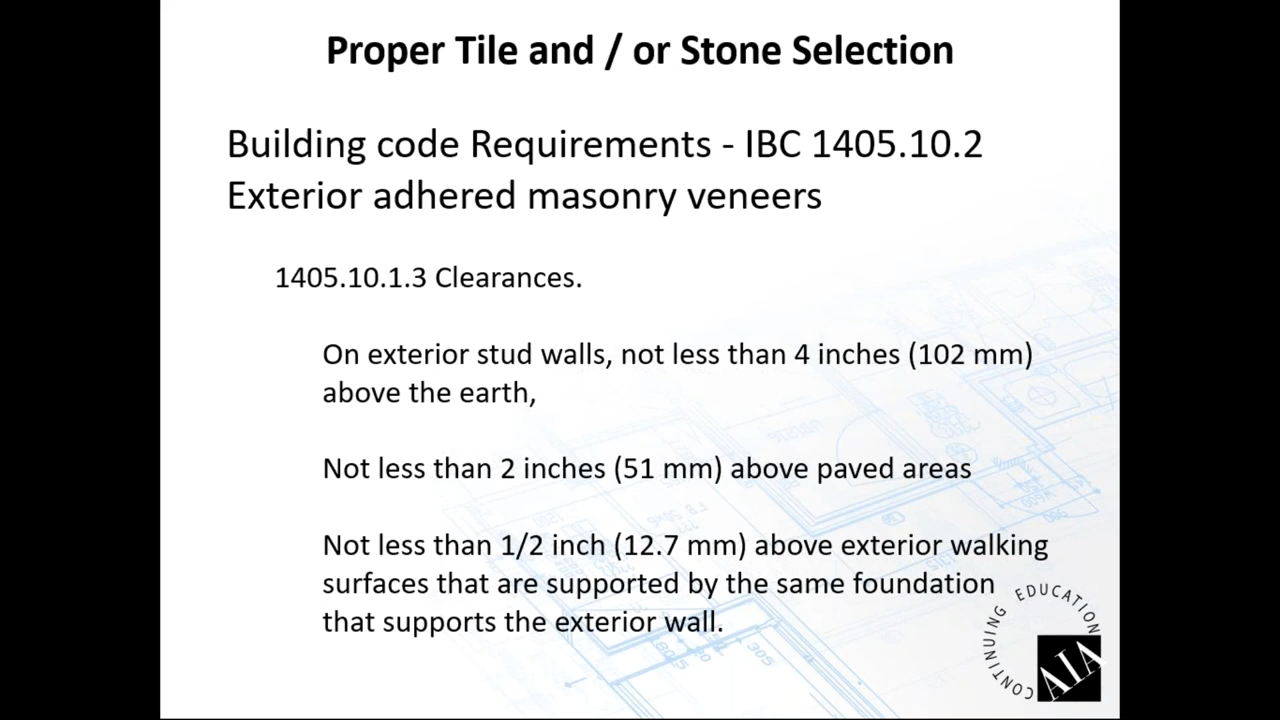 Proper Tile and / or Stone Selection
Building code Requirements - IBC 1405.10.2
Exterior adhered masonry veneers
1405.10.1.3 Clearances.
On exterior stud walls, not less than 4 inches (102 mm)
above the earth,
Not less than 2 inches (51 mm) above paved areas
Not less than 1/2 inch (12.7 mm) above exterior walking
surfaces that are supported by the same foundation
that supports the exterior wall.
CONTINUING EDUCATION
AIA
305